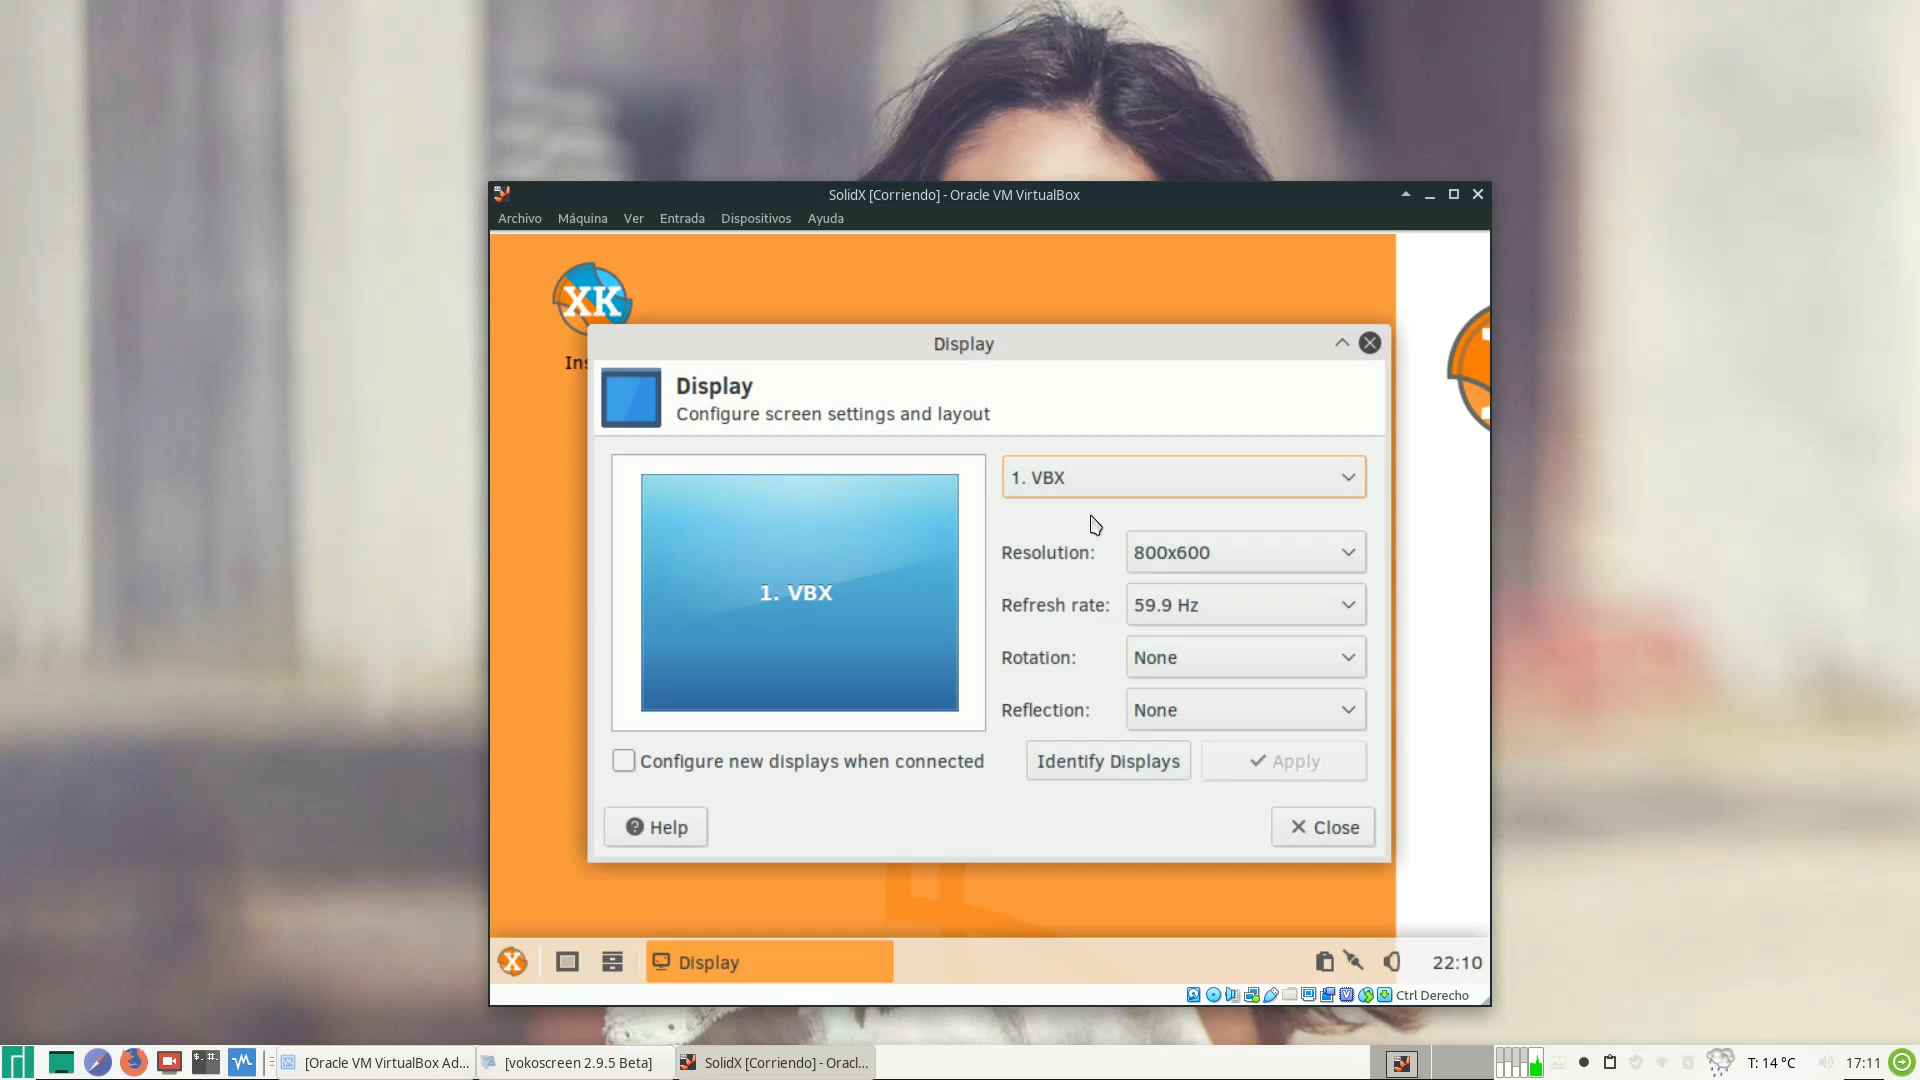 SolidX [Corriendo] - Oracle VM VirtualBox
Archivo Máquina Ver Entrada Dispositivos Ayuda
XK
Ins
Display
Display
Configure screen settings and layout
1. VBX
1. VBX
Resolution: 800x600
Refresh rate: 59.9 Hz
Rotation: None
Reflection: None
Configure new displays when connected
Identify Displays
Apply
Help
Close
X
Display
22:10
Ctrl Derecho
[Oracle VM VirtualBox Ad...
[vokoscreen 2.9.5 Beta]
SolidX [Corriendo] - Oracl...
T: 14 °C
17:11